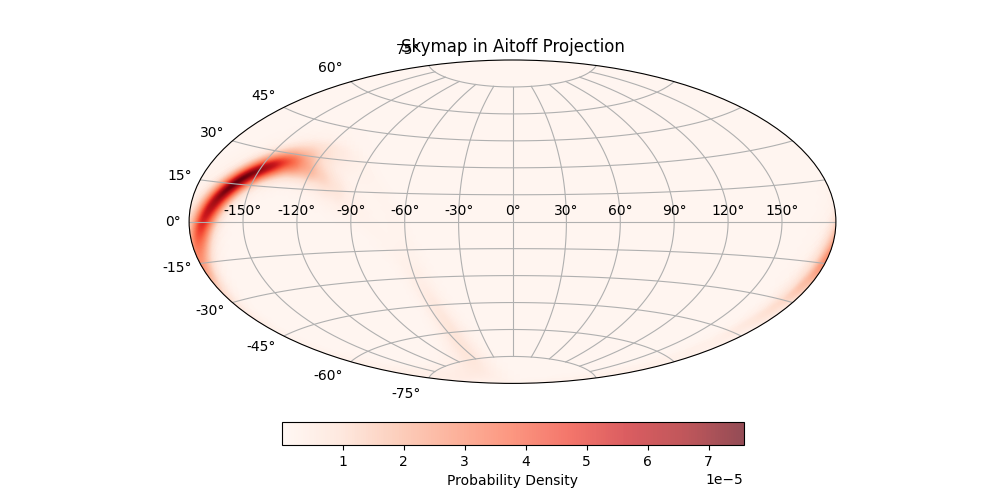 Skymap in Aitoff Projection
75°
60°
45°
30°
15°
0°
-150° -120° -90° -60° -30° 0° 30° 60° 90° 120° 150°
-15°
-30°
-45°
-60°
-75°
1 2 3 4 5 6 7
1e−5
Probability Density